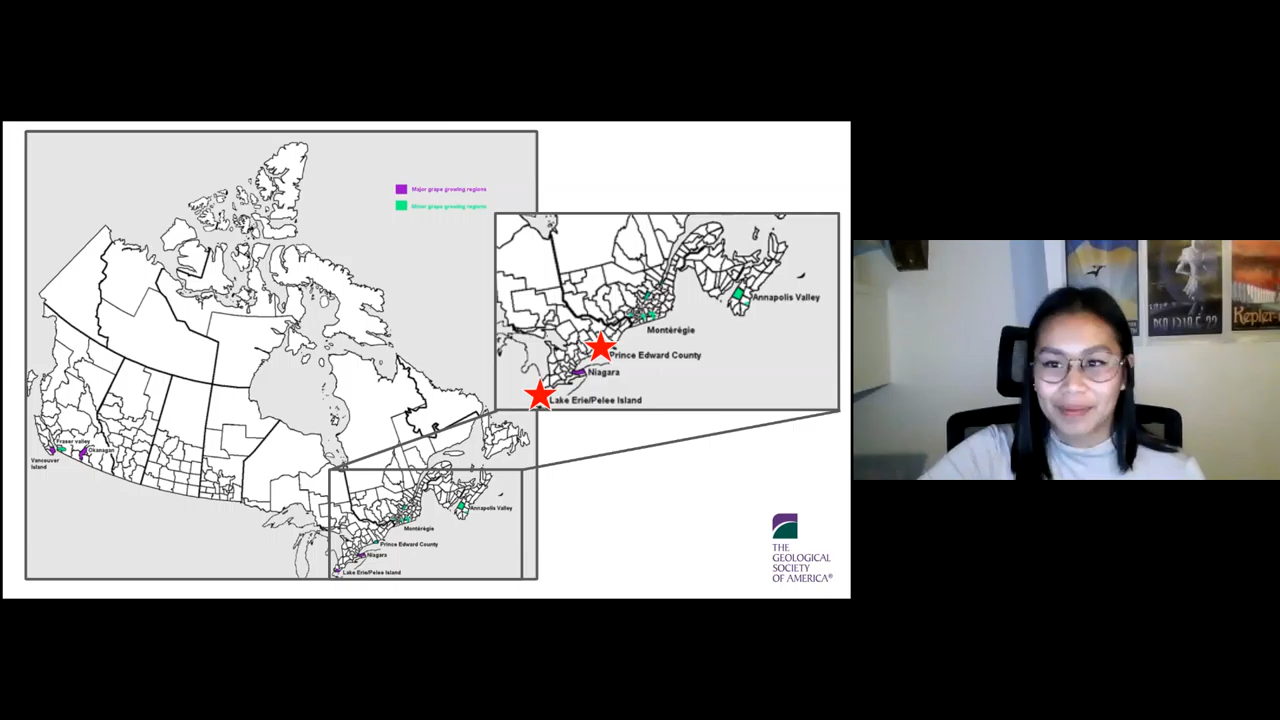 Major grape growing regions
Minor grape growing regions
Annapolis Valley
Montérégie
Prince Edward County
Niagara
Lake Erie/Pelee Island
Fraser valley
Okanagan
Vancouver
Island
Annapolis Valley
Montérégie
Prince Edward County
Niagara
Lake Erie/Pelee Island
THE
GEOLOGICAL
SOCIETY
OF AMERICA®
Kepler-